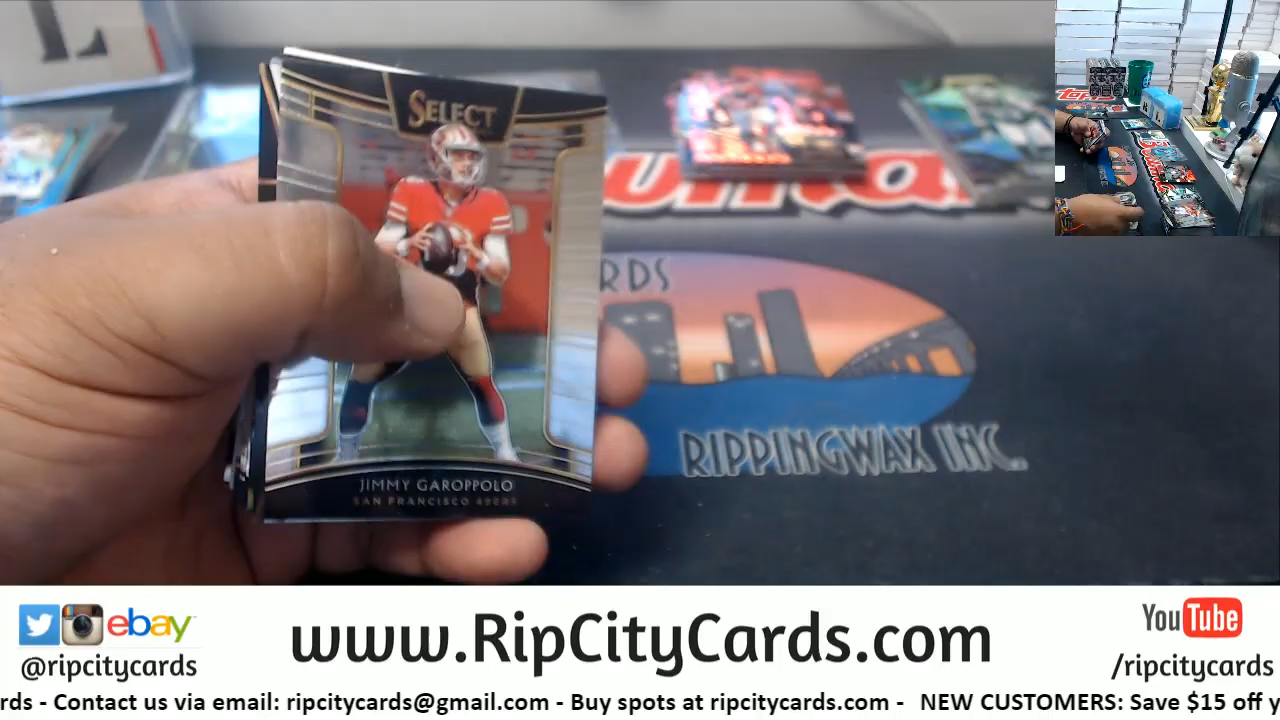 SELECT
JIMMY GAROPPOLO
SAN FRANCISCO 49ERS
RDS
RIPPINGWAX INC.
ebay
@ripcitycards
www.RipCityCards.com
YouTube
/ripcitycards
rds - Contact us via email: ripcitycards@gmail.com - Buy spots at ripcitycards.com - NEW CUSTOMERS: Save $15 off y